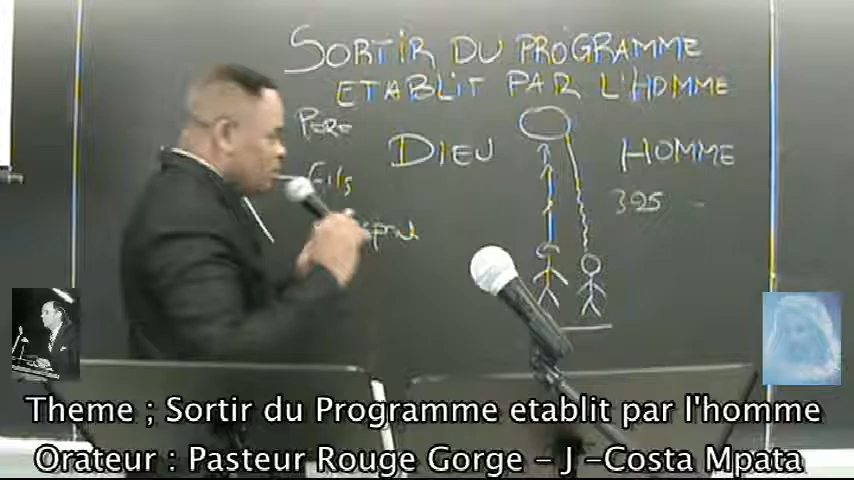 SORTIR DU PROGRAMME
ETABLIT PAR L'HOMME
PERE
DIEU
HOMME
Fils
325
Theme ; Sortir du Programme etablit par l'homme
Orateur : Pasteur Rouge Gorge - J -Costa Mpata